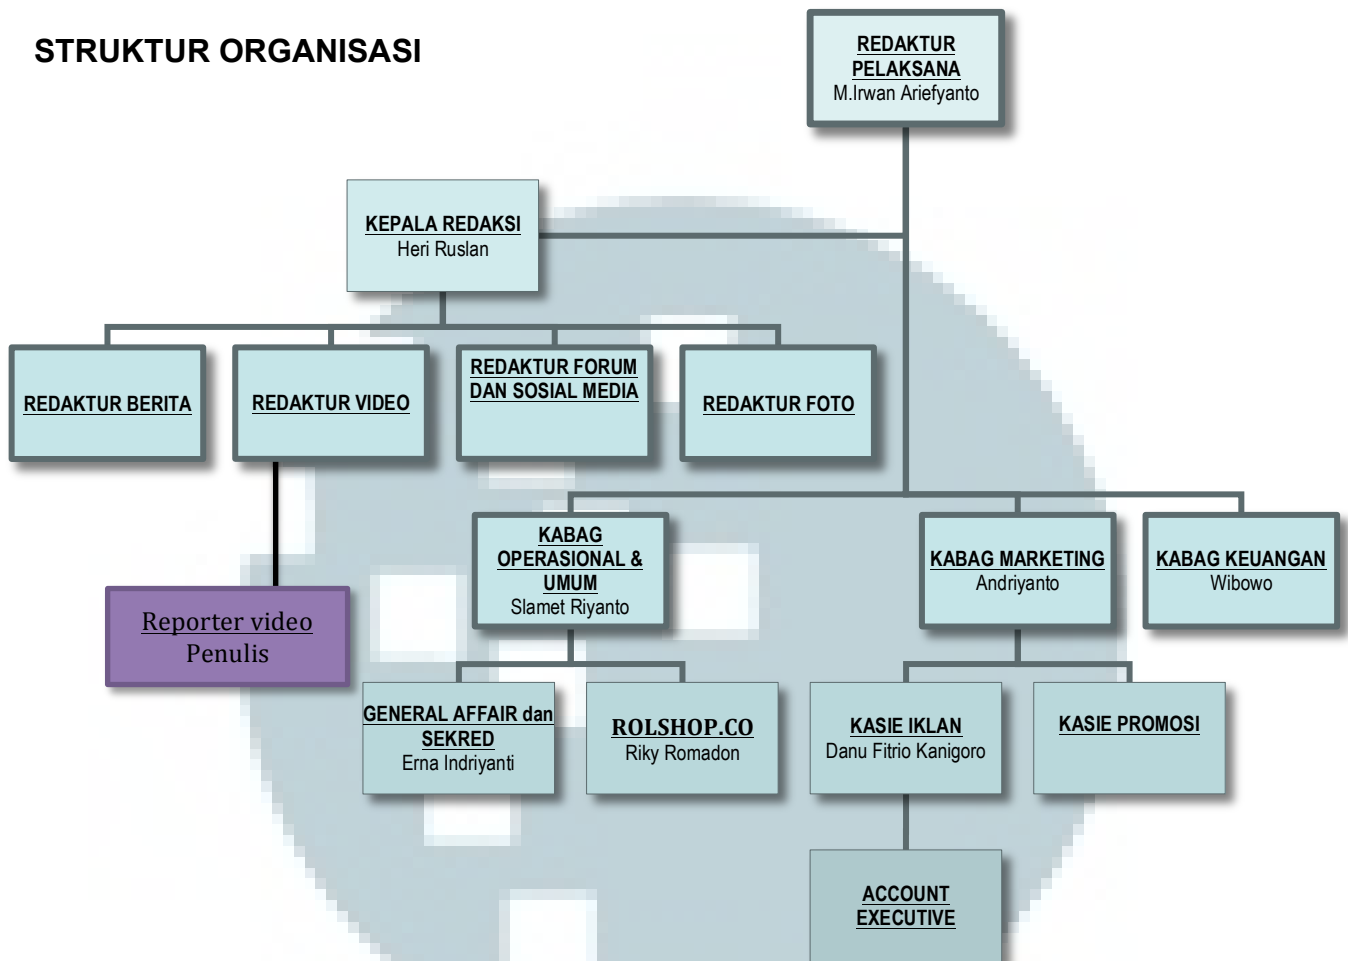 STRUKTUR ORGANISASI
REDAKTUR
PELAKSANA
M.Irwan Ariefyanto
KEPALA REDAKSI
Heri Ruslan
REDAKTUR BERITA
REDAKTUR VIDEO
REDAKTUR FORUM
DAN SOSIAL MEDIA
REDAKTUR FOTO
Reporter video
Penulis
KABAG
OPERASIONAL &
UMUM
Slamet Riyanto
KABAG MARKETING
Andriyanto
KABAG KEUANGAN
Wibowo
GENERAL AFFAIR dan
SEKRED
Erna Indriyanti
ROLSHOP.CO
Riky Romadon
KASIE IKLAN
Danu Fitrio Kanigoro
KASIE PROMOSI
ACCOUNT
EXECUTIVE